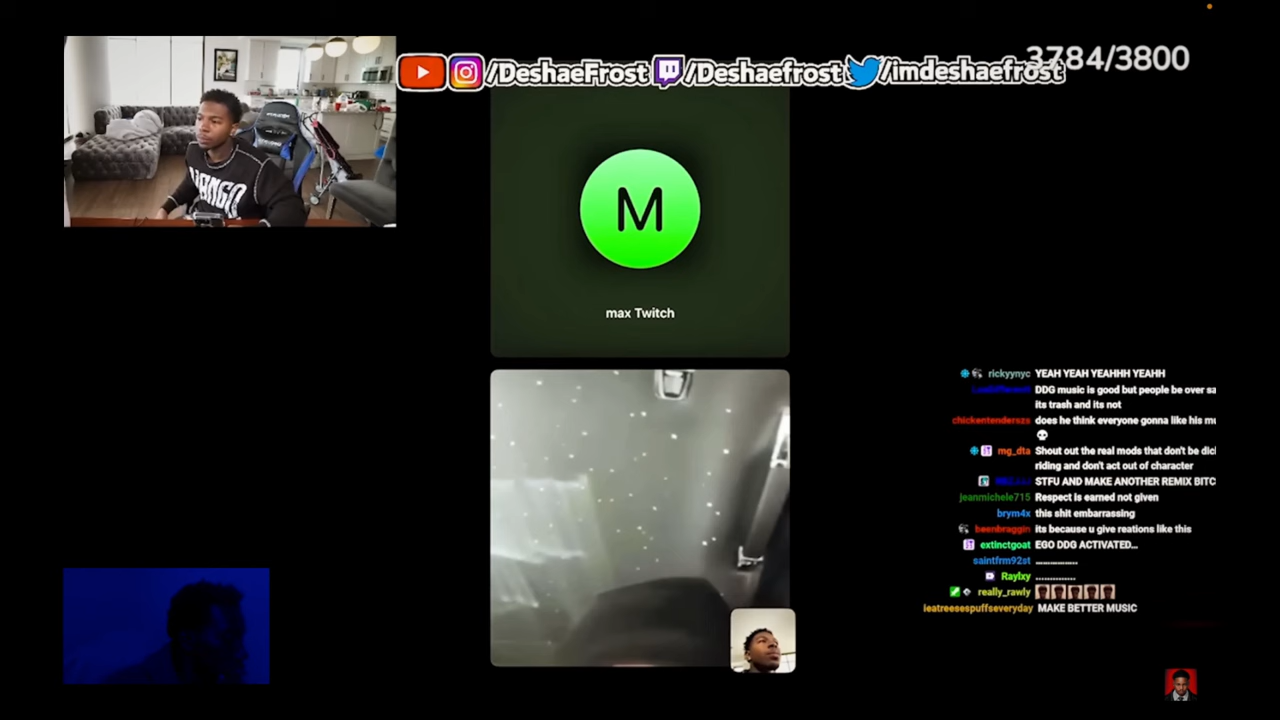 /DeshaeFrost /Deshaefrost /imdeshaefrost
3784/3800
M
max Twitch
rickyynyc YEAH YEAH YEAHHH YEAHH
DDG music is good but people be over sa
its trash and its not
chickentenderszs does he think everyone gonna like his mu
mg_dta Shout out the real mods that don't be dicl
riding and don't act out of character
STFU AND MAKE ANOTHER REMIX BITC
jeanmichele715 Respect is earned not given
brym4x this shit embarrassing
beenbraggin its because u give reations like this
extinctgoat EGO DDG ACTIVATED...
saintfrm92st ................
Raylxy ...............
really_rawly
ieatreesespuffseveryday MAKE BETTER MUSIC